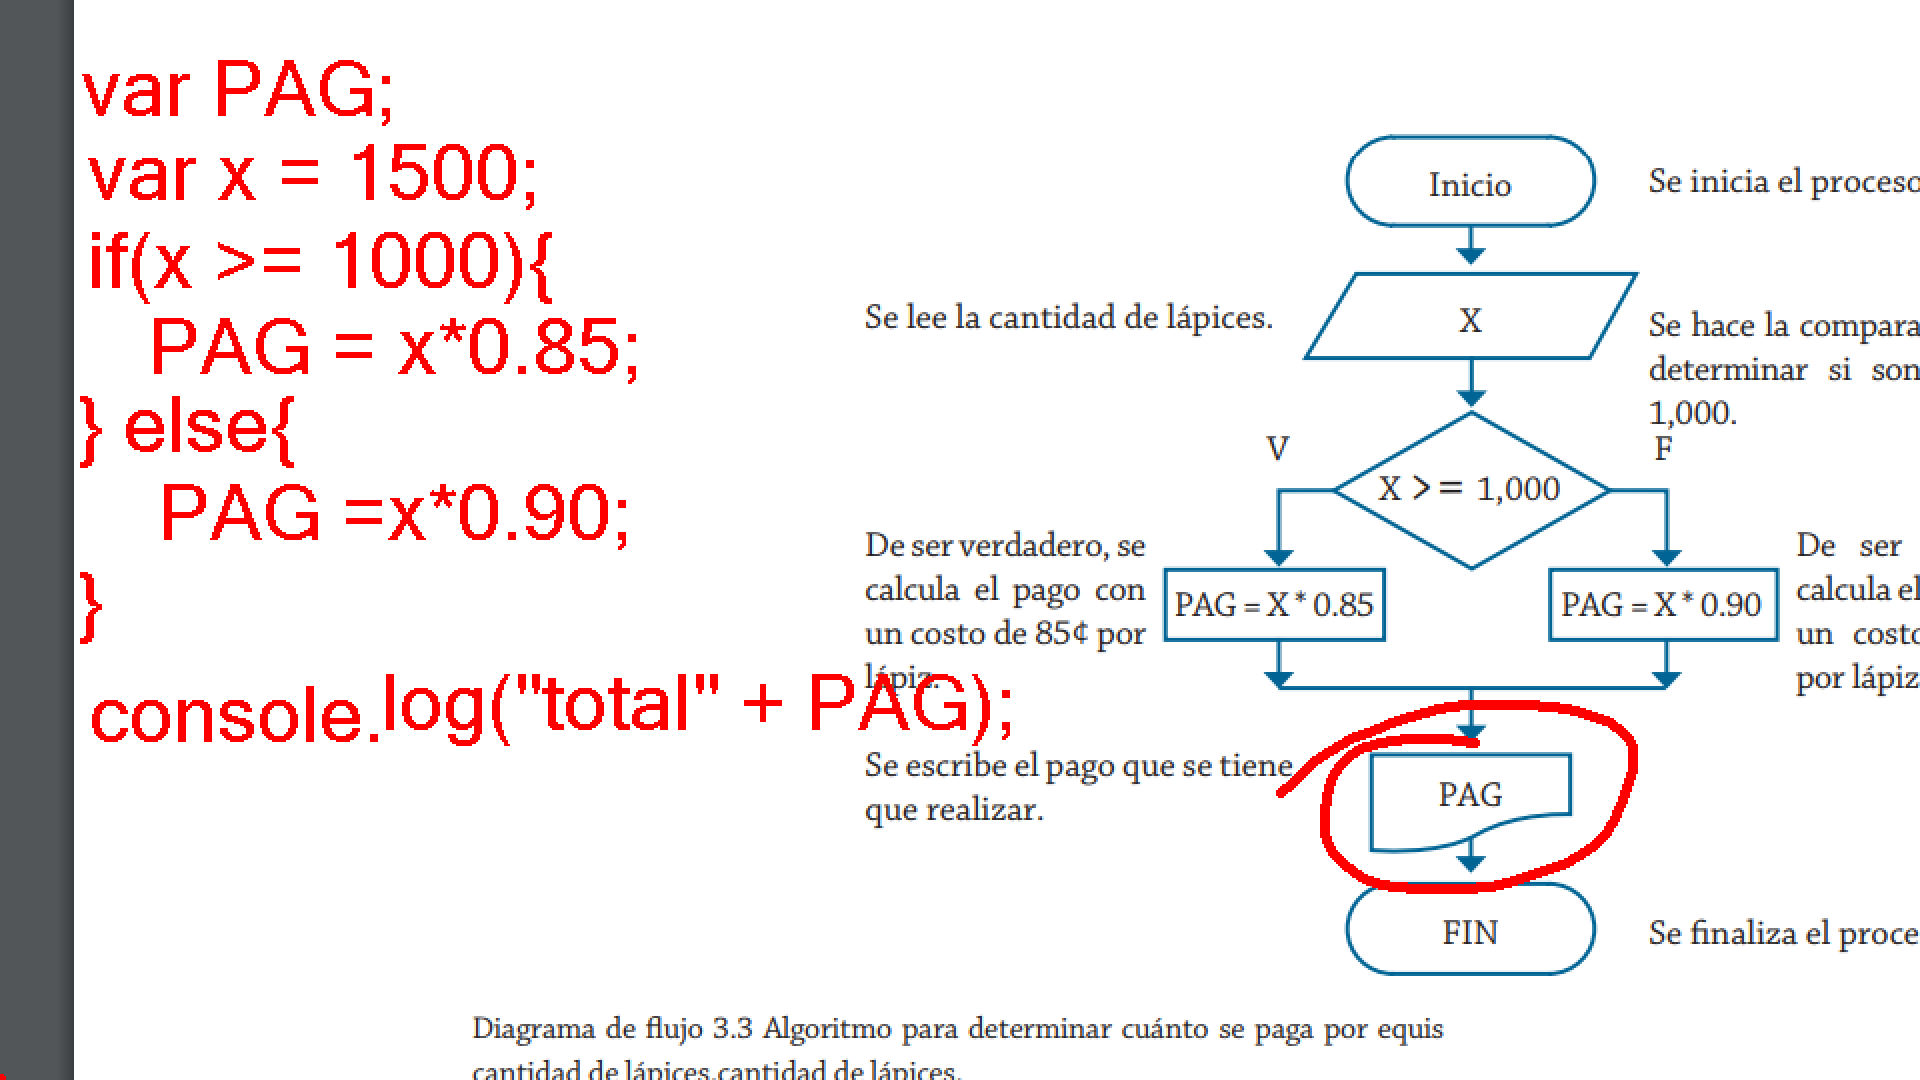 var PAG;
var x = 1500;
if(x >= 1000){
PAG = x*0.85;
} else{
PAG =x*0.90;
}
console.log("total" + PAG);
Inicio
Se inicia el proceso
Se lee la cantidad de lápices.
X
Se hace la compara
determinar si son
1,000.
V
F
X >= 1,000
De ser verdadero, se
calcula el pago con
un costo de 85¢ por
lápiz.
PAG = X * 0.85
PAG = X * 0.90
De ser
calcula el
un costo
por lápiz
Se escribe el pago que se tiene
que realizar.
PAG
FIN
Se finaliza el proce
Diagrama de flujo 3.3 Algoritmo para determinar cuánto se paga por equis
cantidad de lápices.cantidad de lápices.